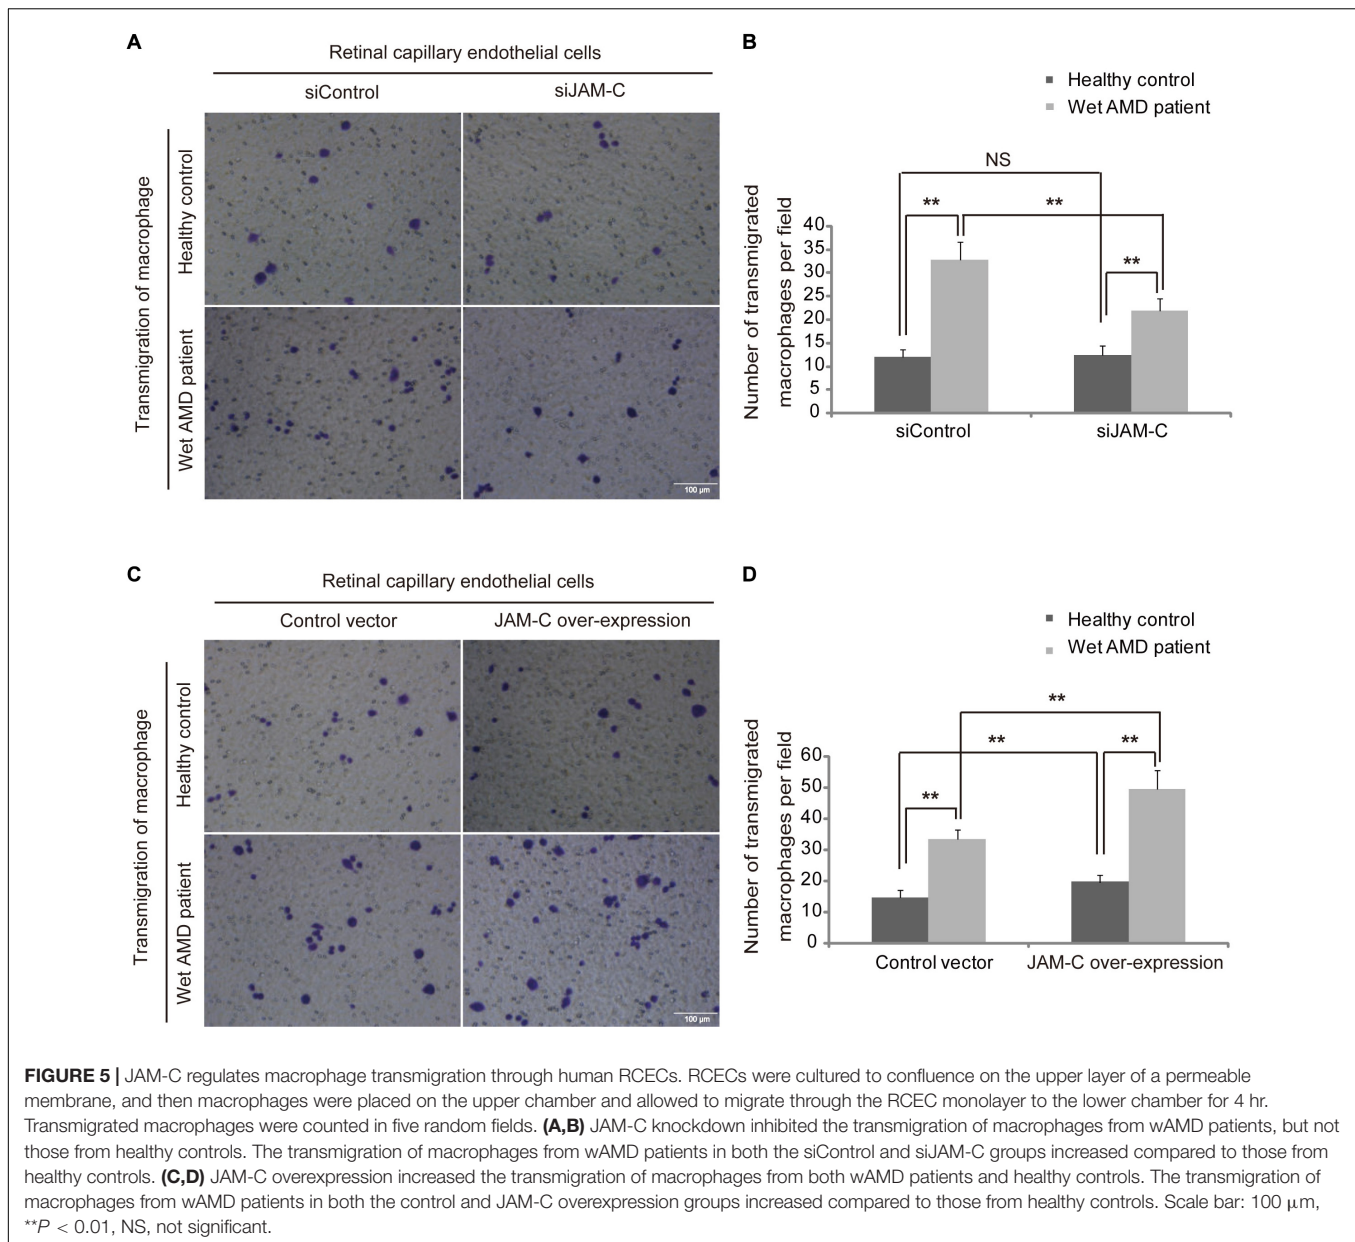 A
Retinal capillary endothelial cells
siControl
siJAM-C
Transmigration of macrophage
Healthy control
Wet AMD patient
100 µm
B
Healthy control
Wet AMD patient
Number of transmigrated
macrophages per field
NS
**
**
**
40
35
30
25
20
15
10
5
0
siControl
siJAM-C
C
Retinal capillary endothelial cells
Control vector
JAM-C over-expression
Transmigration of macrophage
Healthy control
Wet AMD patient
100 µm
D
Healthy control
Wet AMD patient
Number of transmigrated
macrophages per field
**
**
**
**
60
50
40
30
20
10
0
Control vector
JAM-C over-expression
FIGURE 5 | JAM-C regulates macrophage transmigration through human RCECs. RCECs were cultured to confluence on the upper layer of a permeable
membrane, and then macrophages were placed on the upper chamber and allowed to migrate through the RCEC monolayer to the lower chamber for 4 hr.
Transmigrated macrophages were counted in five random fields. (A,B) JAM-C knockdown inhibited the transmigration of macrophages from wAMD patients, but not
those from healthy controls. The transmigration of macrophages from wAMD patients in both the siControl and siJAM-C groups increased compared to those from
healthy controls. (C,D) JAM-C overexpression increased the transmigration of macrophages from both wAMD patients and healthy controls. The transmigration of
macrophages from wAMD patients in both the control and JAM-C overexpression groups increased compared to those from healthy controls. Scale bar: 100 µm,
**P < 0.01, NS, not significant.